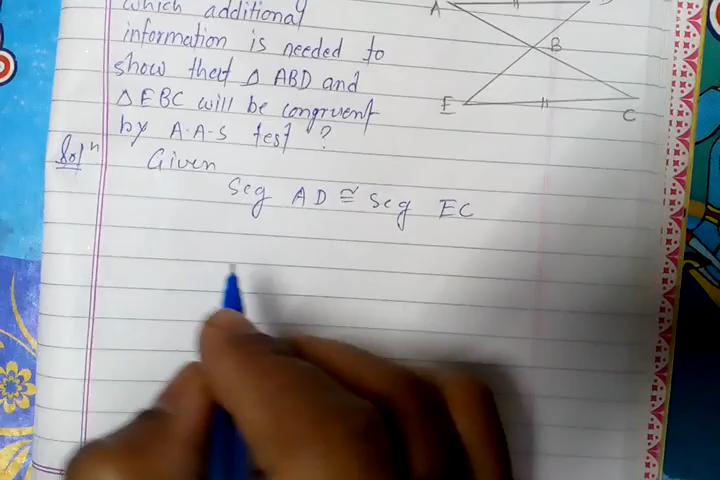 which additional
information is needed to
show that △ ABD and
△ EBC will be congruent
by A-A-S test ?
Solⁿ Given
seg AD ≅ seg EC
A
B
E
C